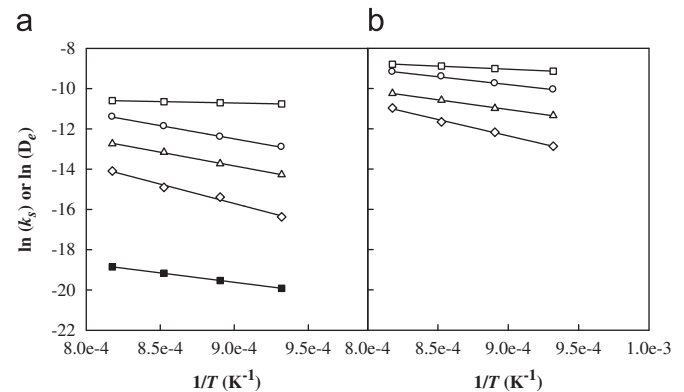 a
b
-8
-10
-12
-14
-16
-18
-20
-22
ln (kₛ) or ln (Dₑ)
8.0e-4 8.5e-4 9.0e-4 9.5e-4
8.0e-4 8.5e-4 9.0e-4 9.5e-4 1.0e-3
1/T (K⁻¹)
1/T (K⁻¹)